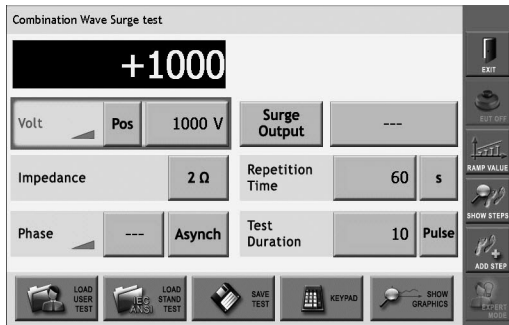 Combination Wave Surge test
+1000
EXIT
Volt Pos 1000 V Surge Output ---
EUT OFF
RAMP VALUE
Impedance 2 Ω Repetition Time 60 s
SHOW STEPS
Phase --- Asynch Test Duration 10 Pulse
ADD STEP
LOAD USER TEST
IEC ANSI LOAD STAND TEST
SAVE TEST
KEYPAD
SHOW GRAPHICS
EXPERT MODE